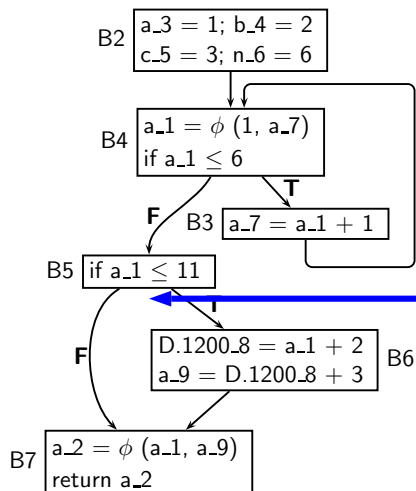 B2
a_3 = 1; b_4 = 2
c_5 = 3; n_6 = 6
B4
a_1 = ϕ (1, a_7)
if a_1 ≤ 6
F
T
B3
a_7 = a_1 + 1
B5
if a_1 ≤ 11
F
T
D.1200_8 = a_1 + 2
a_9 = D.1200_8 + 3
B6
B7
a_2 = ϕ (a_1, a_9)
return a_2